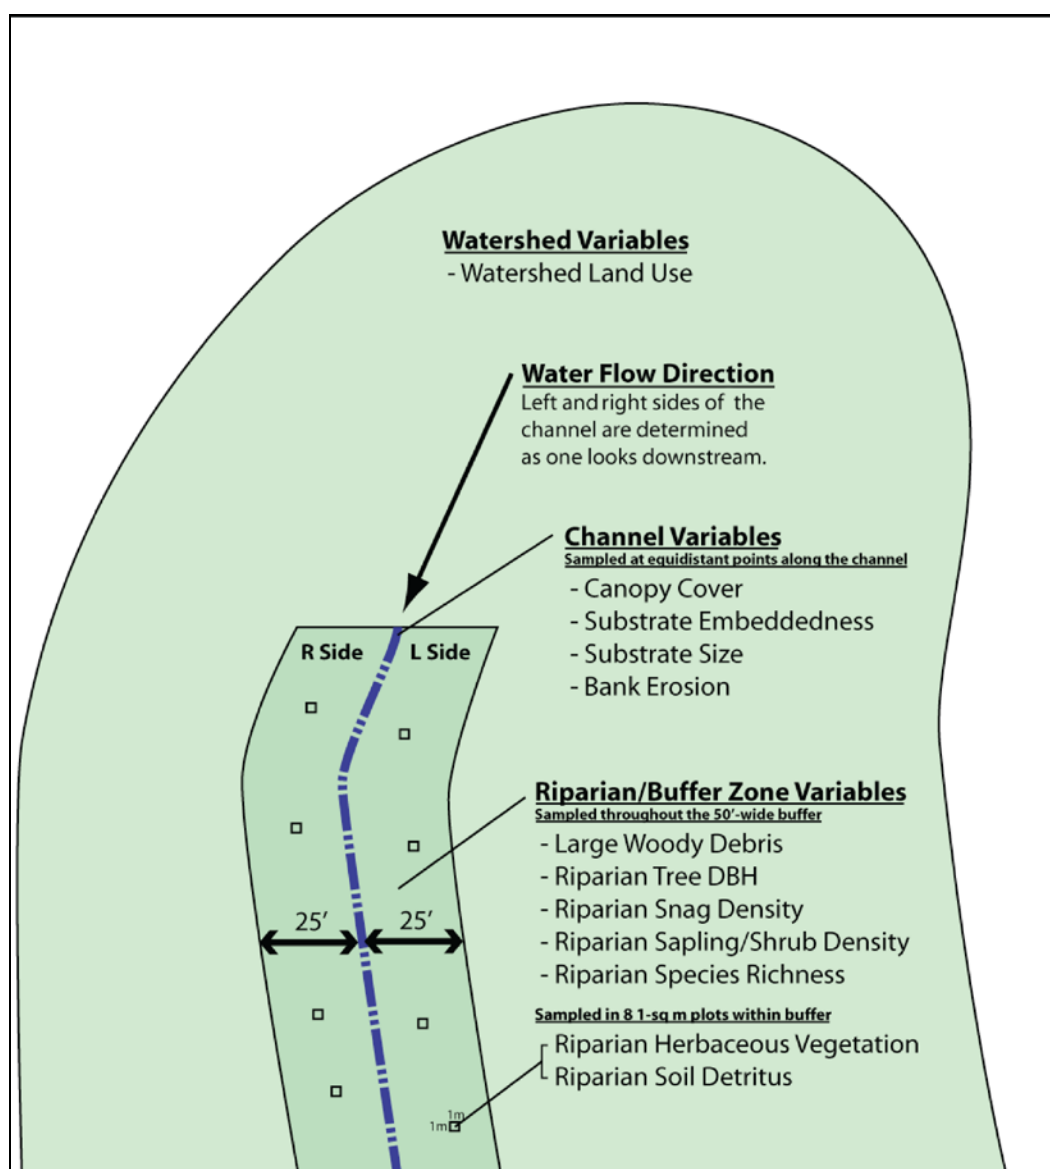 Watershed Variables
- Watershed Land Use
Water Flow Direction
Left and right sides of the
channel are determined
as one looks downstream.
Channel Variables
Sampled at equidistant points along the channel
- Canopy Cover
- Substrate Embeddedness
- Substrate Size
- Bank Erosion
R Side
L Side
Riparian/Buffer Zone Variables
Sampled throughout the 50'-wide buffer
- Large Woody Debris
- Riparian Tree DBH
- Riparian Snag Density
- Riparian Sapling/Shrub Density
- Riparian Species Richness
25'
25'
Sampled in 8 1-sq m plots within buffer
Riparian Herbaceous Vegetation
Riparian Soil Detritus
1m
1m